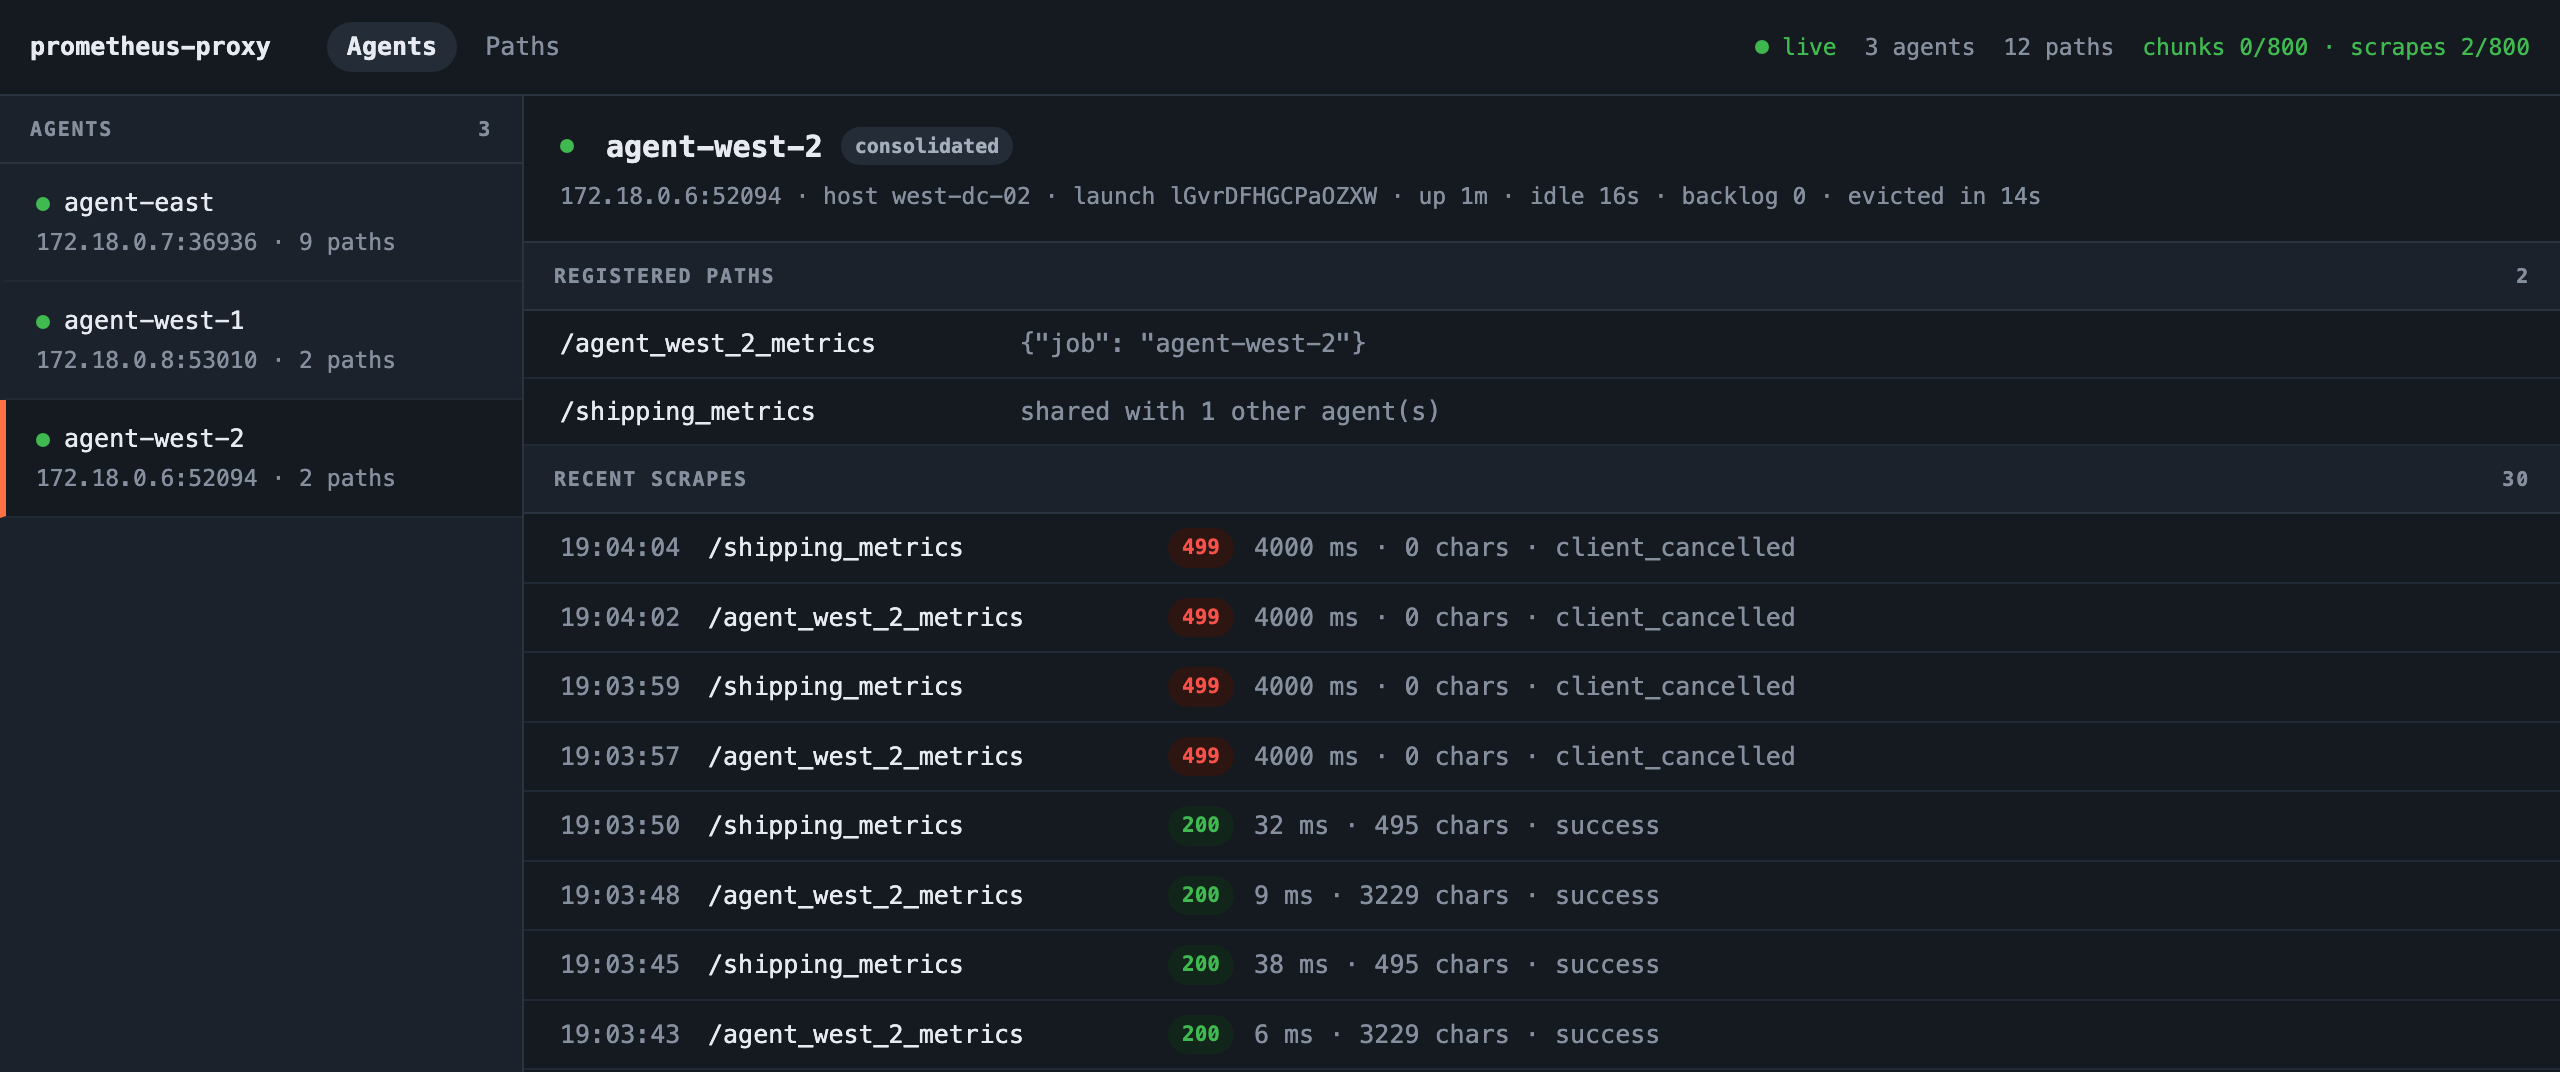 prometheus-proxy Agents Paths live 3 agents 12 paths chunks 0/800 · scrapes 2/800
AGENTS 3
agent-east
172.18.0.7:36936 · 9 paths
agent-west-1
172.18.0.8:53010 · 2 paths
agent-west-2
172.18.0.6:52094 · 2 paths
agent-west-2 consolidated
172.18.0.6:52094 · host west-dc-02 · launch lGvrDFHGCPaOZXW · up 1m · idle 16s · backlog 0 · evicted in 14s
REGISTERED PATHS 2
/agent_west_2_metrics {"job": "agent-west-2"}
/shipping_metrics shared with 1 other agent(s)
RECENT SCRAPES 30
19:04:04 /shipping_metrics 499 4000 ms · 0 chars · client_cancelled
19:04:02 /agent_west_2_metrics 499 4000 ms · 0 chars · client_cancelled
19:03:59 /shipping_metrics 499 4000 ms · 0 chars · client_cancelled
19:03:57 /agent_west_2_metrics 499 4000 ms · 0 chars · client_cancelled
19:03:50 /shipping_metrics 200 32 ms · 495 chars · success
19:03:48 /agent_west_2_metrics 200 9 ms · 3229 chars · success
19:03:45 /shipping_metrics 200 38 ms · 495 chars · success
19:03:43 /agent_west_2_metrics 200 6 ms · 3229 chars · success